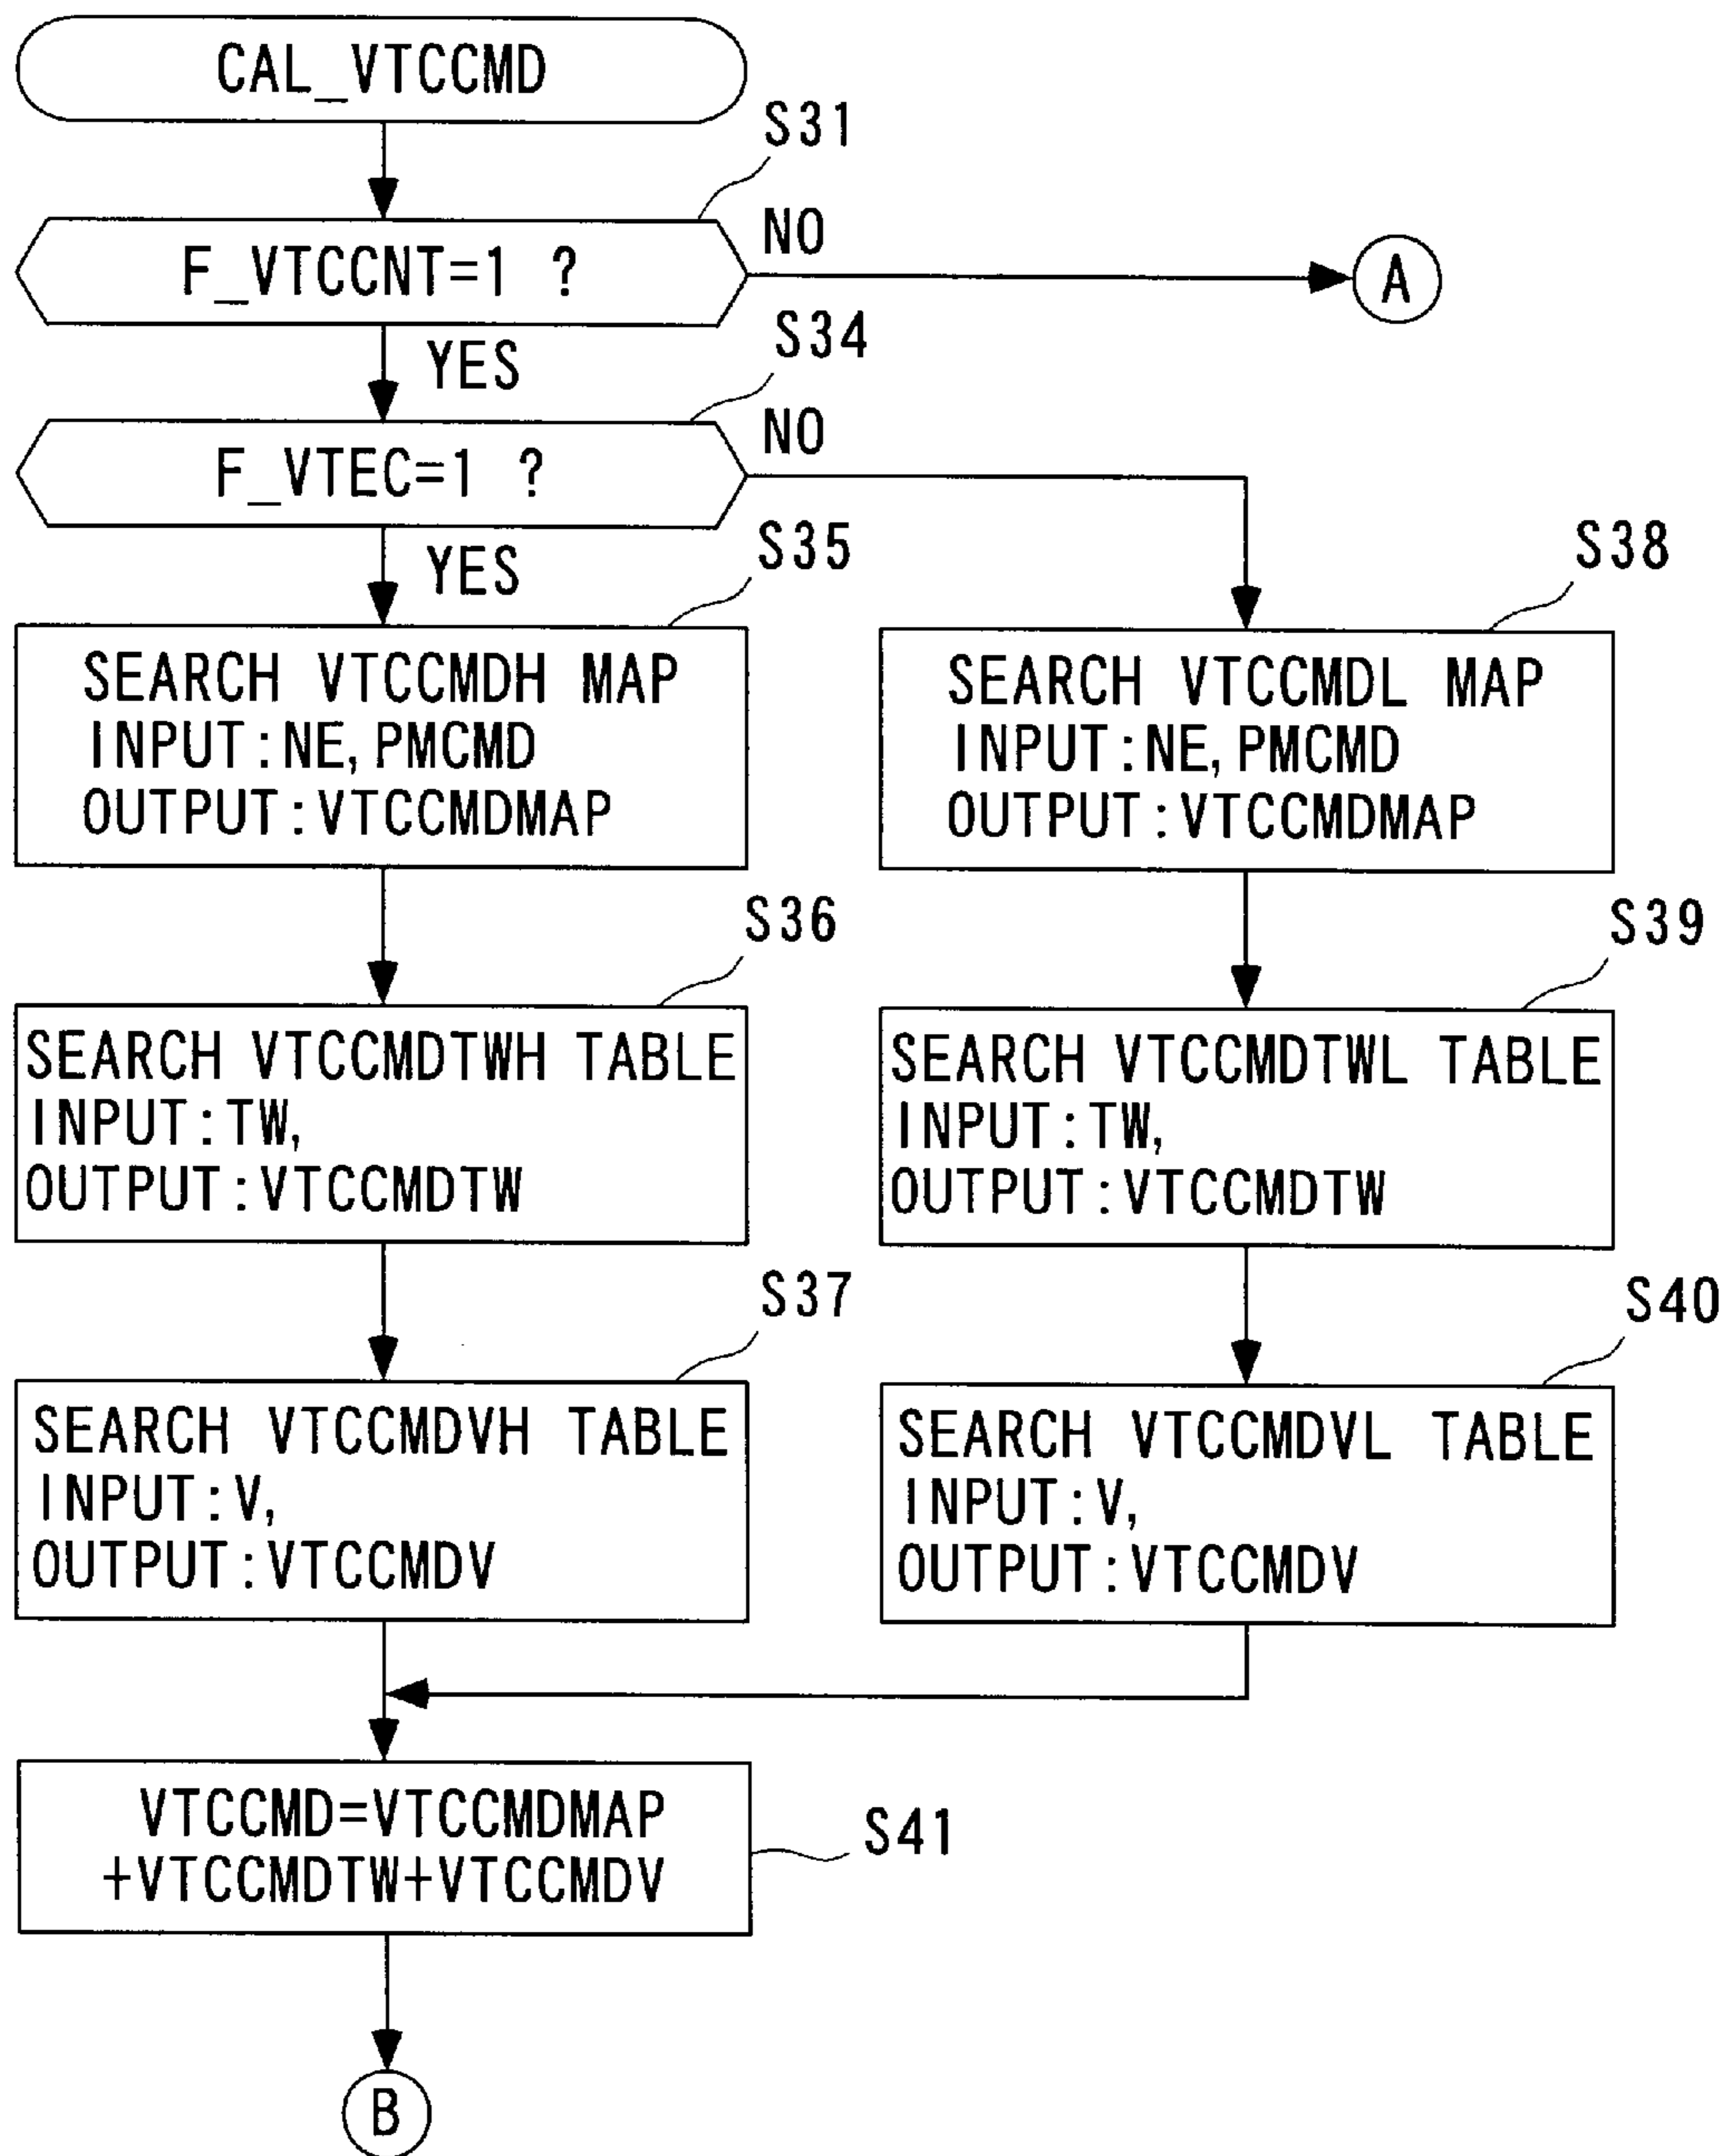 CAL_VTCCMD
S31
F_VTCCNT=1 ?
NO
A
YES
S34
F_VTEC=1 ?
NO
YES
S35
SEARCH VTCCMDH MAP
INPUT:NE,PMCMD
OUTPUT:VTCCMDMAP
S38
SEARCH VTCCMDL MAP
INPUT:NE,PMCMD
OUTPUT:VTCCMDMAP
S36
SEARCH VTCCMDTWH TABLE
INPUT:TW,
OUTPUT:VTCCMDTW
S39
SEARCH VTCCMDTWL TABLE
INPUT:TW,
OUTPUT:VTCCMDTW
S37
SEARCH VTCCMDVH TABLE
INPUT:V,
OUTPUT:VTCCMDV
S40
SEARCH VTCCMDVL TABLE
INPUT:V,
OUTPUT:VTCCMDV
VTCCMD=VTCCMDMAP
+VTCCMDTW+VTCCMDV
S41
B